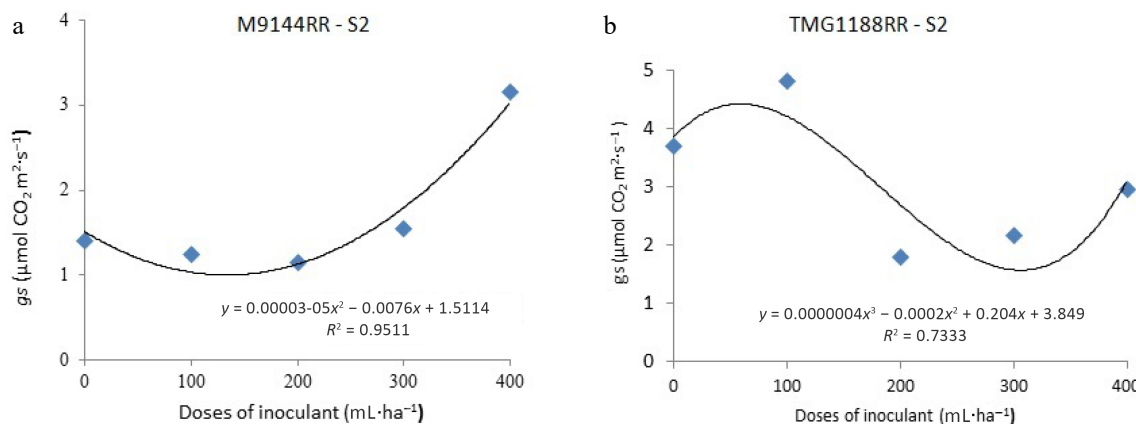 a
M9144RR - S2
4
3
2
1
0
gs (µmol CO₂ m²·s⁻¹)
y = 0.00003-05x² − 0.0076x + 1.5114
R² = 0.9511
0 100 200 300 400
Doses of inoculant (mL·ha⁻¹)
b
TMG1188RR - S2
5
4
3
2
1
0
gs (µmol CO₂ m²·s⁻¹)
y = 0.0000004x³ − 0.0002x² + 0.204x + 3.849
R² = 0.7333
0 100 200 300 400
Doses of inoculant (mL·ha⁻¹)